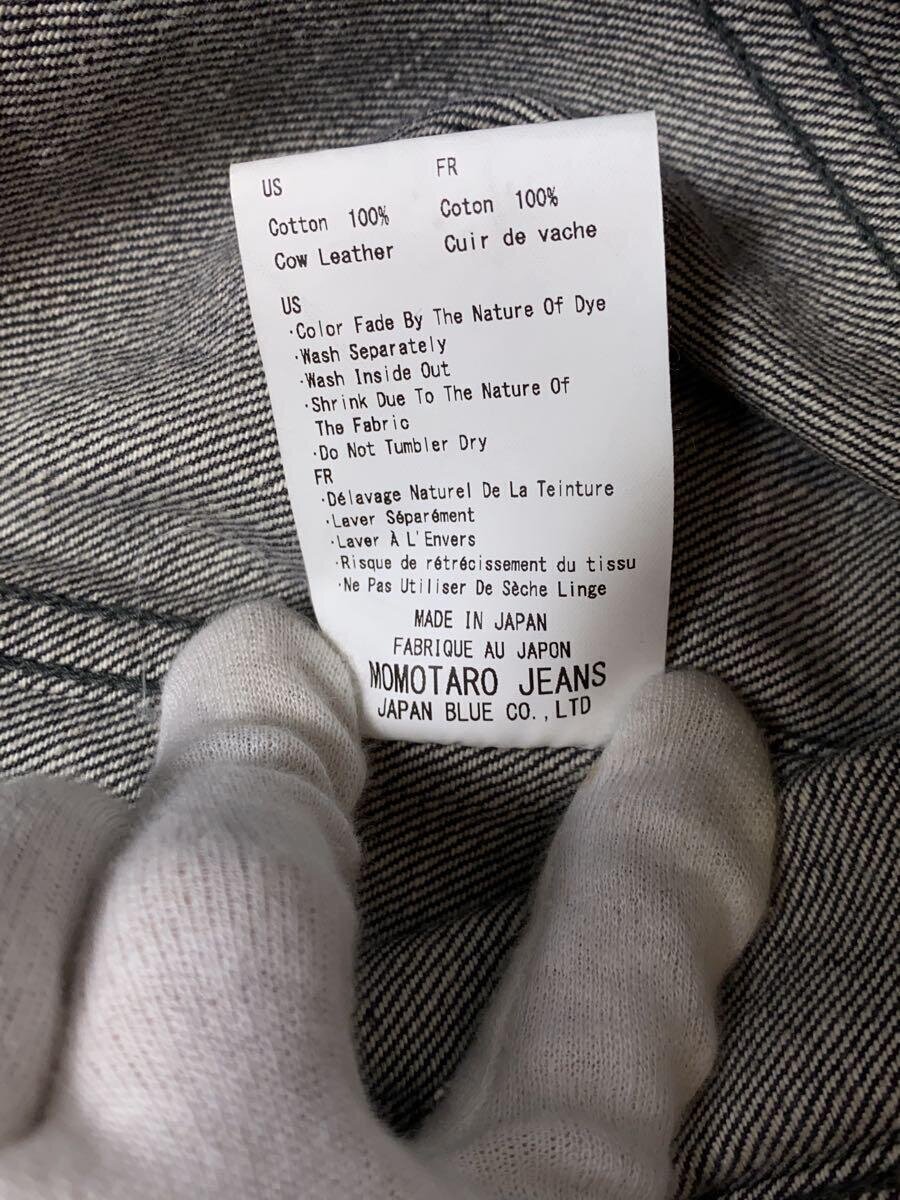 US
Cotton 100%
Cow Leather
FR
Coton 100%
Cuir de vache
US
·Color Fade By The Nature Of Dye
·Wash Separately
·Wash Inside Out
·Shrink Due To The Nature Of
The Fabric
·Do Not Tumbler Dry
FR
·Délavage Naturel De La Teinture
·Laver Séparément
·Laver À L'Envers
·Risque de rétrécissement du tissu
·Ne Pas Utiliser De Sèche Linge
MADE IN JAPAN
FABRIQUE AU JAPON
MOMOTARO JEANS
JAPAN BLUE CO.,LTD